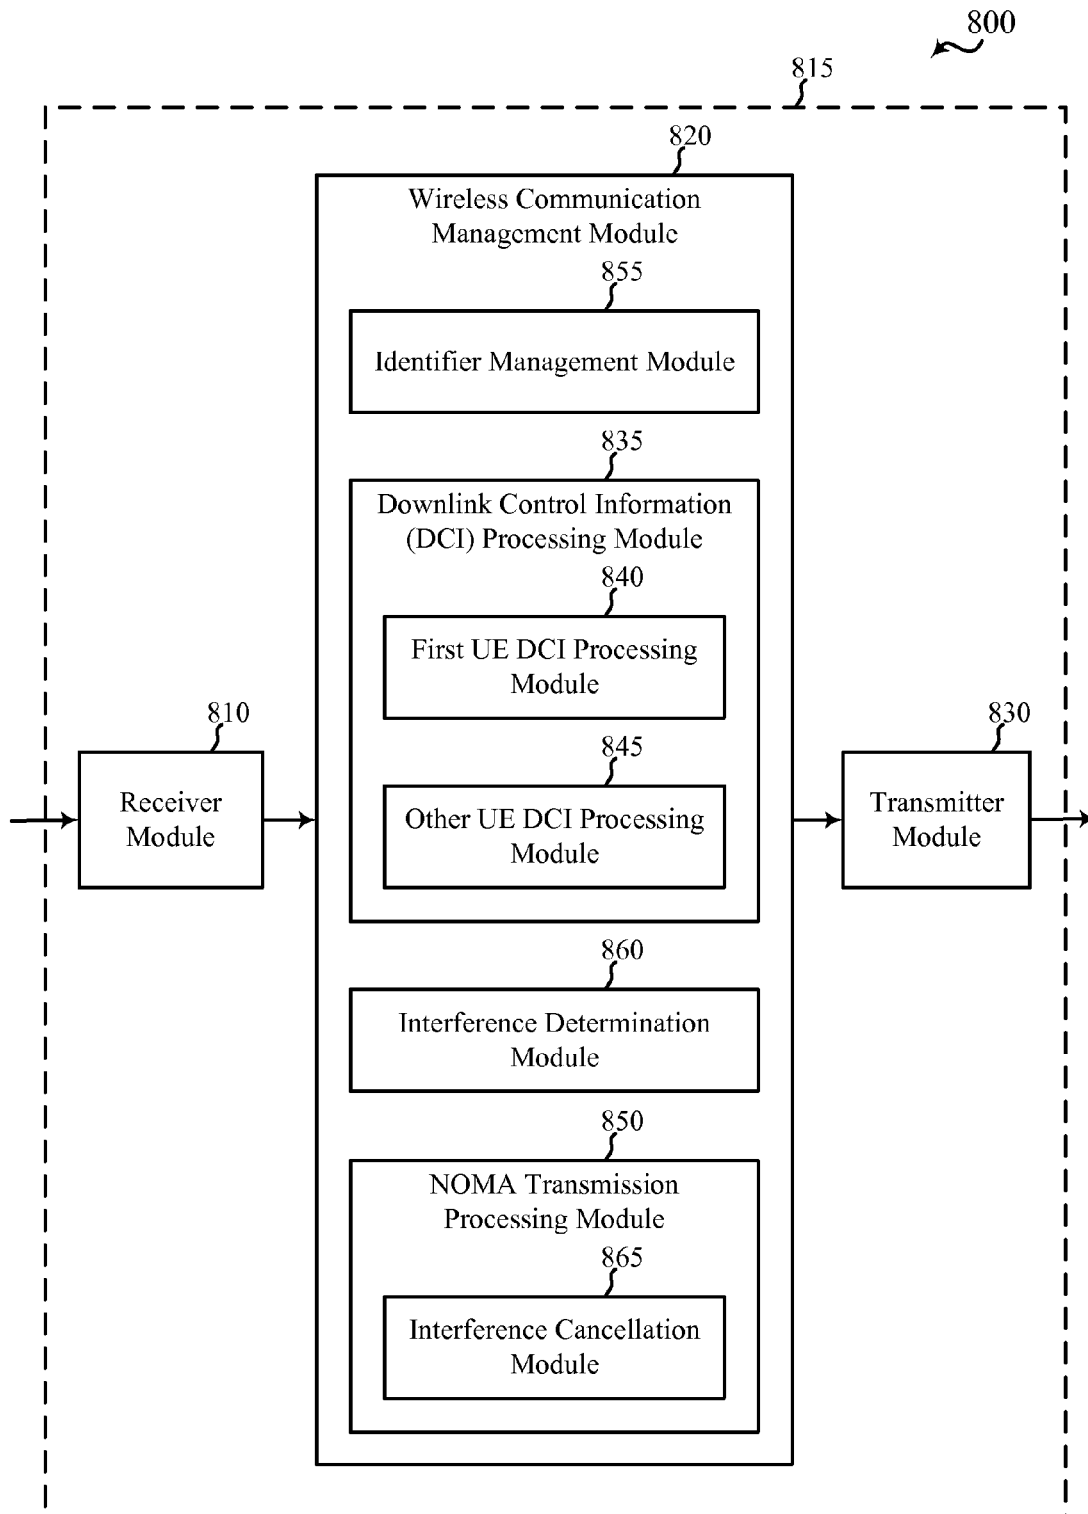 800
815
820
Wireless Communication
Management Module
855
Identifier Management Module
835
Downlink Control Information
(DCI) Processing Module
840
First UE DCI Processing
Module
810
Receiver
Module
845
Other UE DCI Processing
Module
830
Transmitter
Module
860
Interference Determination
Module
850
NOMA Transmission
Processing Module
865
Interference Cancellation
Module